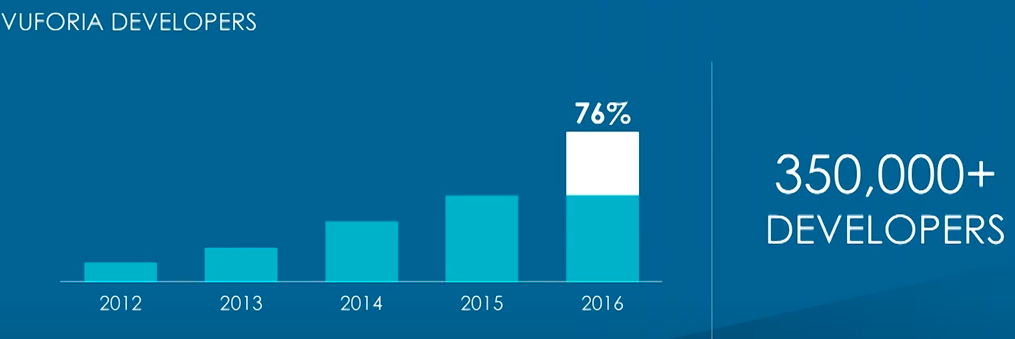 VUFORIA DEVELOPERS
76%
350,000+
DEVELOPERS
2012 2013 2014 2015 2016